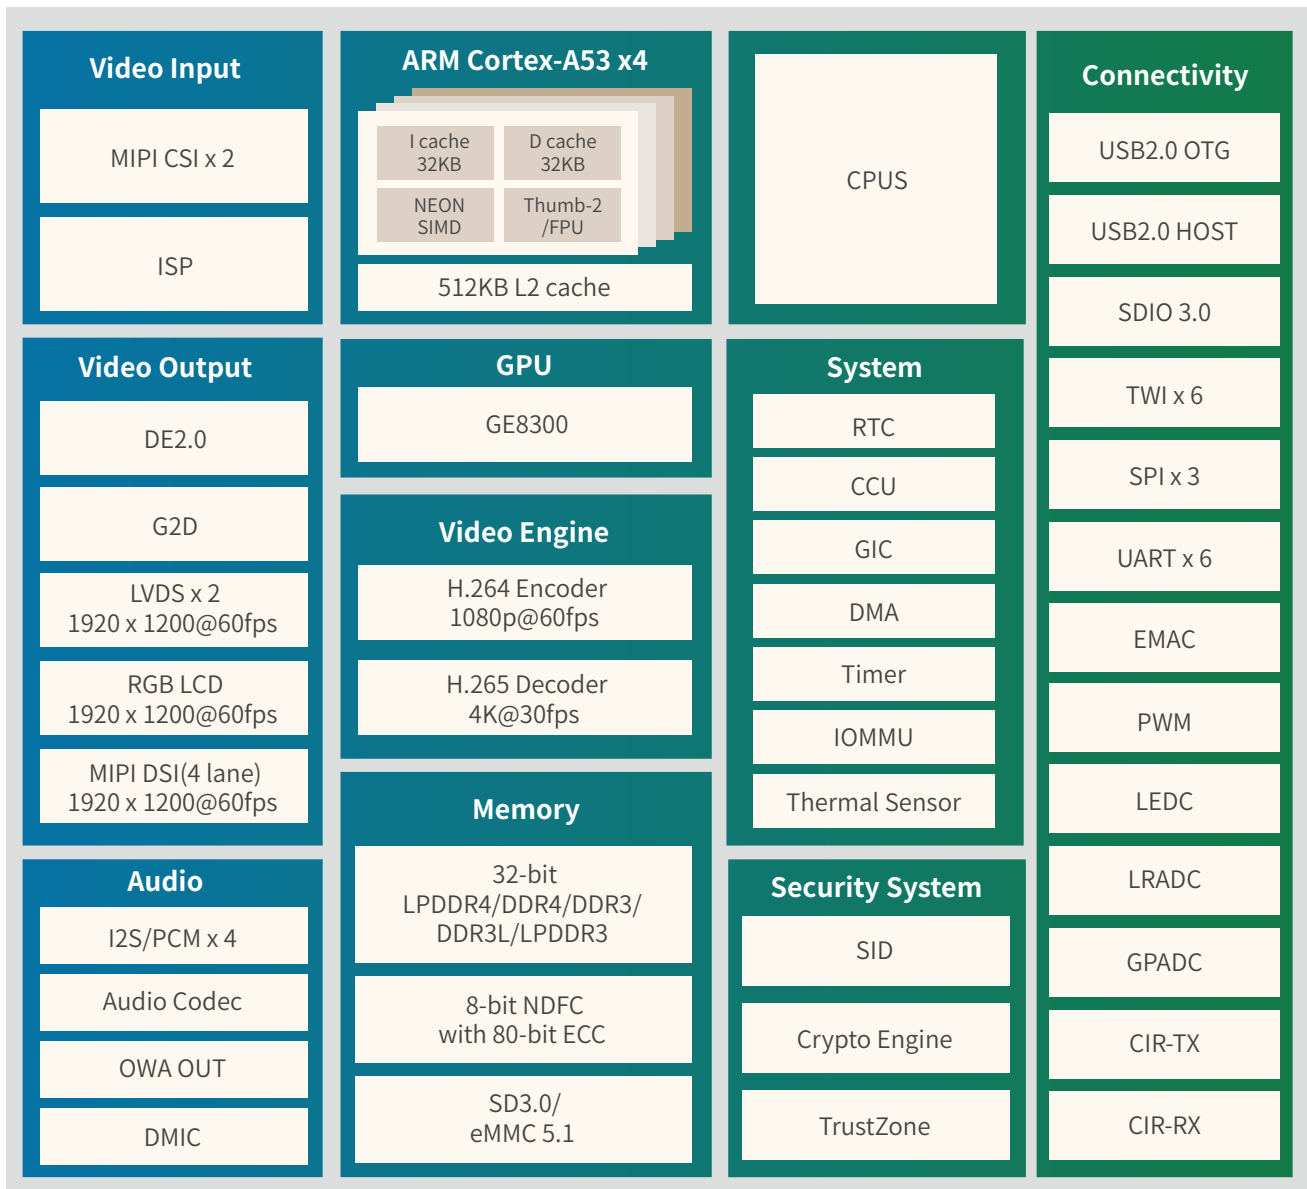 Video Input
MIPI CSI x 2
ISP
Video Output
DE2.0
G2D
LVDS x 2
1920 x 1200@60fps
RGB LCD
1920 x 1200@60fps
MIPI DSI(4 lane)
1920 x 1200@60fps
Audio
I2S/PCM x 4
Audio Codec
OWA OUT
DMIC
ARM Cortex-A53 x4
I cache
32KB
D cache
32KB
NEON
SIMD
Thumb-2
/FPU
512KB L2 cache
GPU
GE8300
Video Engine
H.264 Encoder
1080p@60fps
H.265 Decoder
4K@30fps
Memory
32-bit
LPDDR4/DDR4/DDR3/
DDR3L/LPDDR3
8-bit NDFC
with 80-bit ECC
SD3.0/
eMMC 5.1
CPUS
System
RTC
CCU
GIC
DMA
Timer
IOMMU
Thermal Sensor
Security System
SID
Crypto Engine
TrustZone
Connectivity
USB2.0 OTG
USB2.0 HOST
SDIO 3.0
TWI x 6
SPI x 3
UART x 6
EMAC
PWM
LEDC
LRADC
GPADC
CIR-TX
CIR-RX